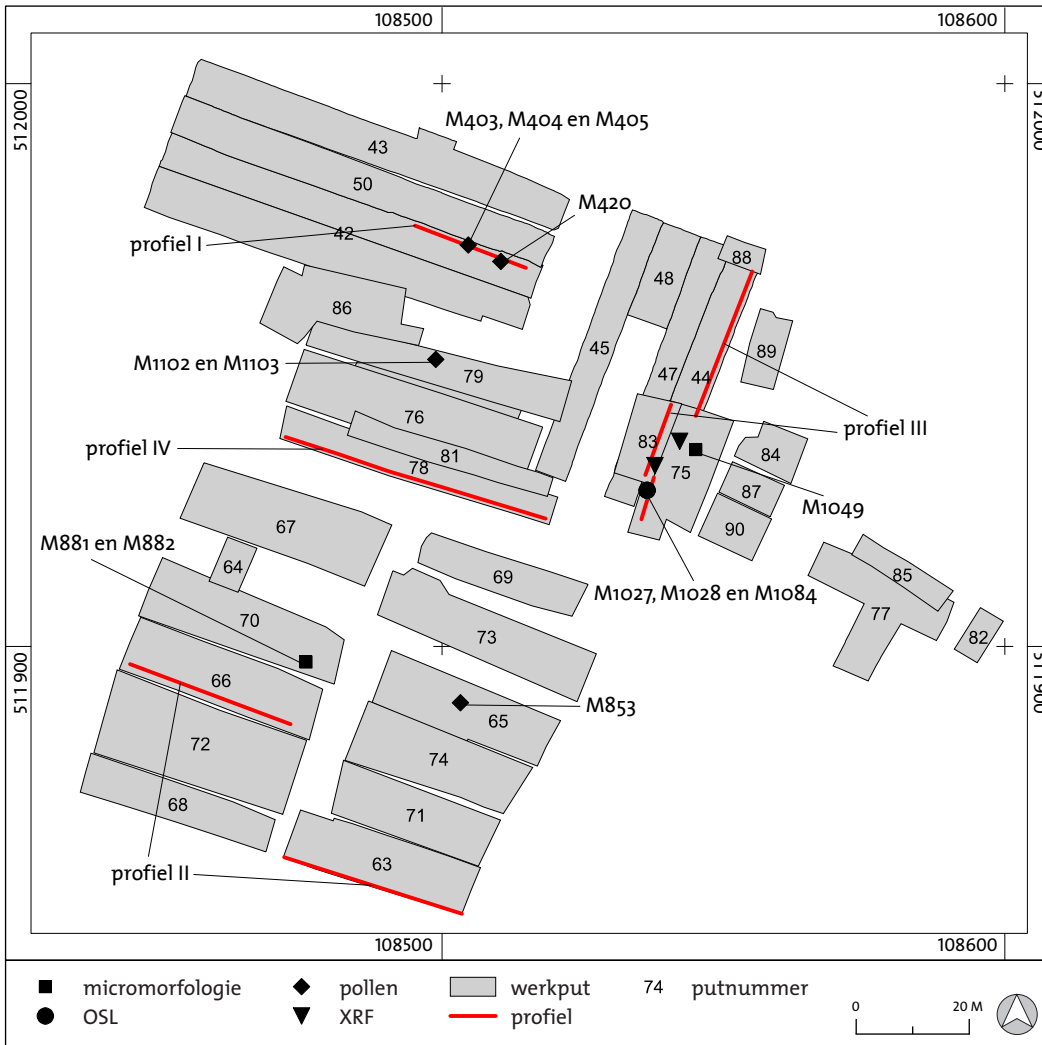 108500
108600
512000
512000
M403, M404 en M405
43
50
M420
profiel I
42
88
48
86
45
89
M1102 en M1103
79
47
44
76
profiel III
profiel IV
83
84
81
78
75
87
M1049
67
90
M881 en M882
64
69
M1027, M1028 en M1084
85
70
73
77
82
511900
511900
66
M853
65
72
74
68
71
profiel II
63
108500
108600
micromorfologie
pollen
werkput
74 putnummer
0 20 M
OSL
XRF
profiel